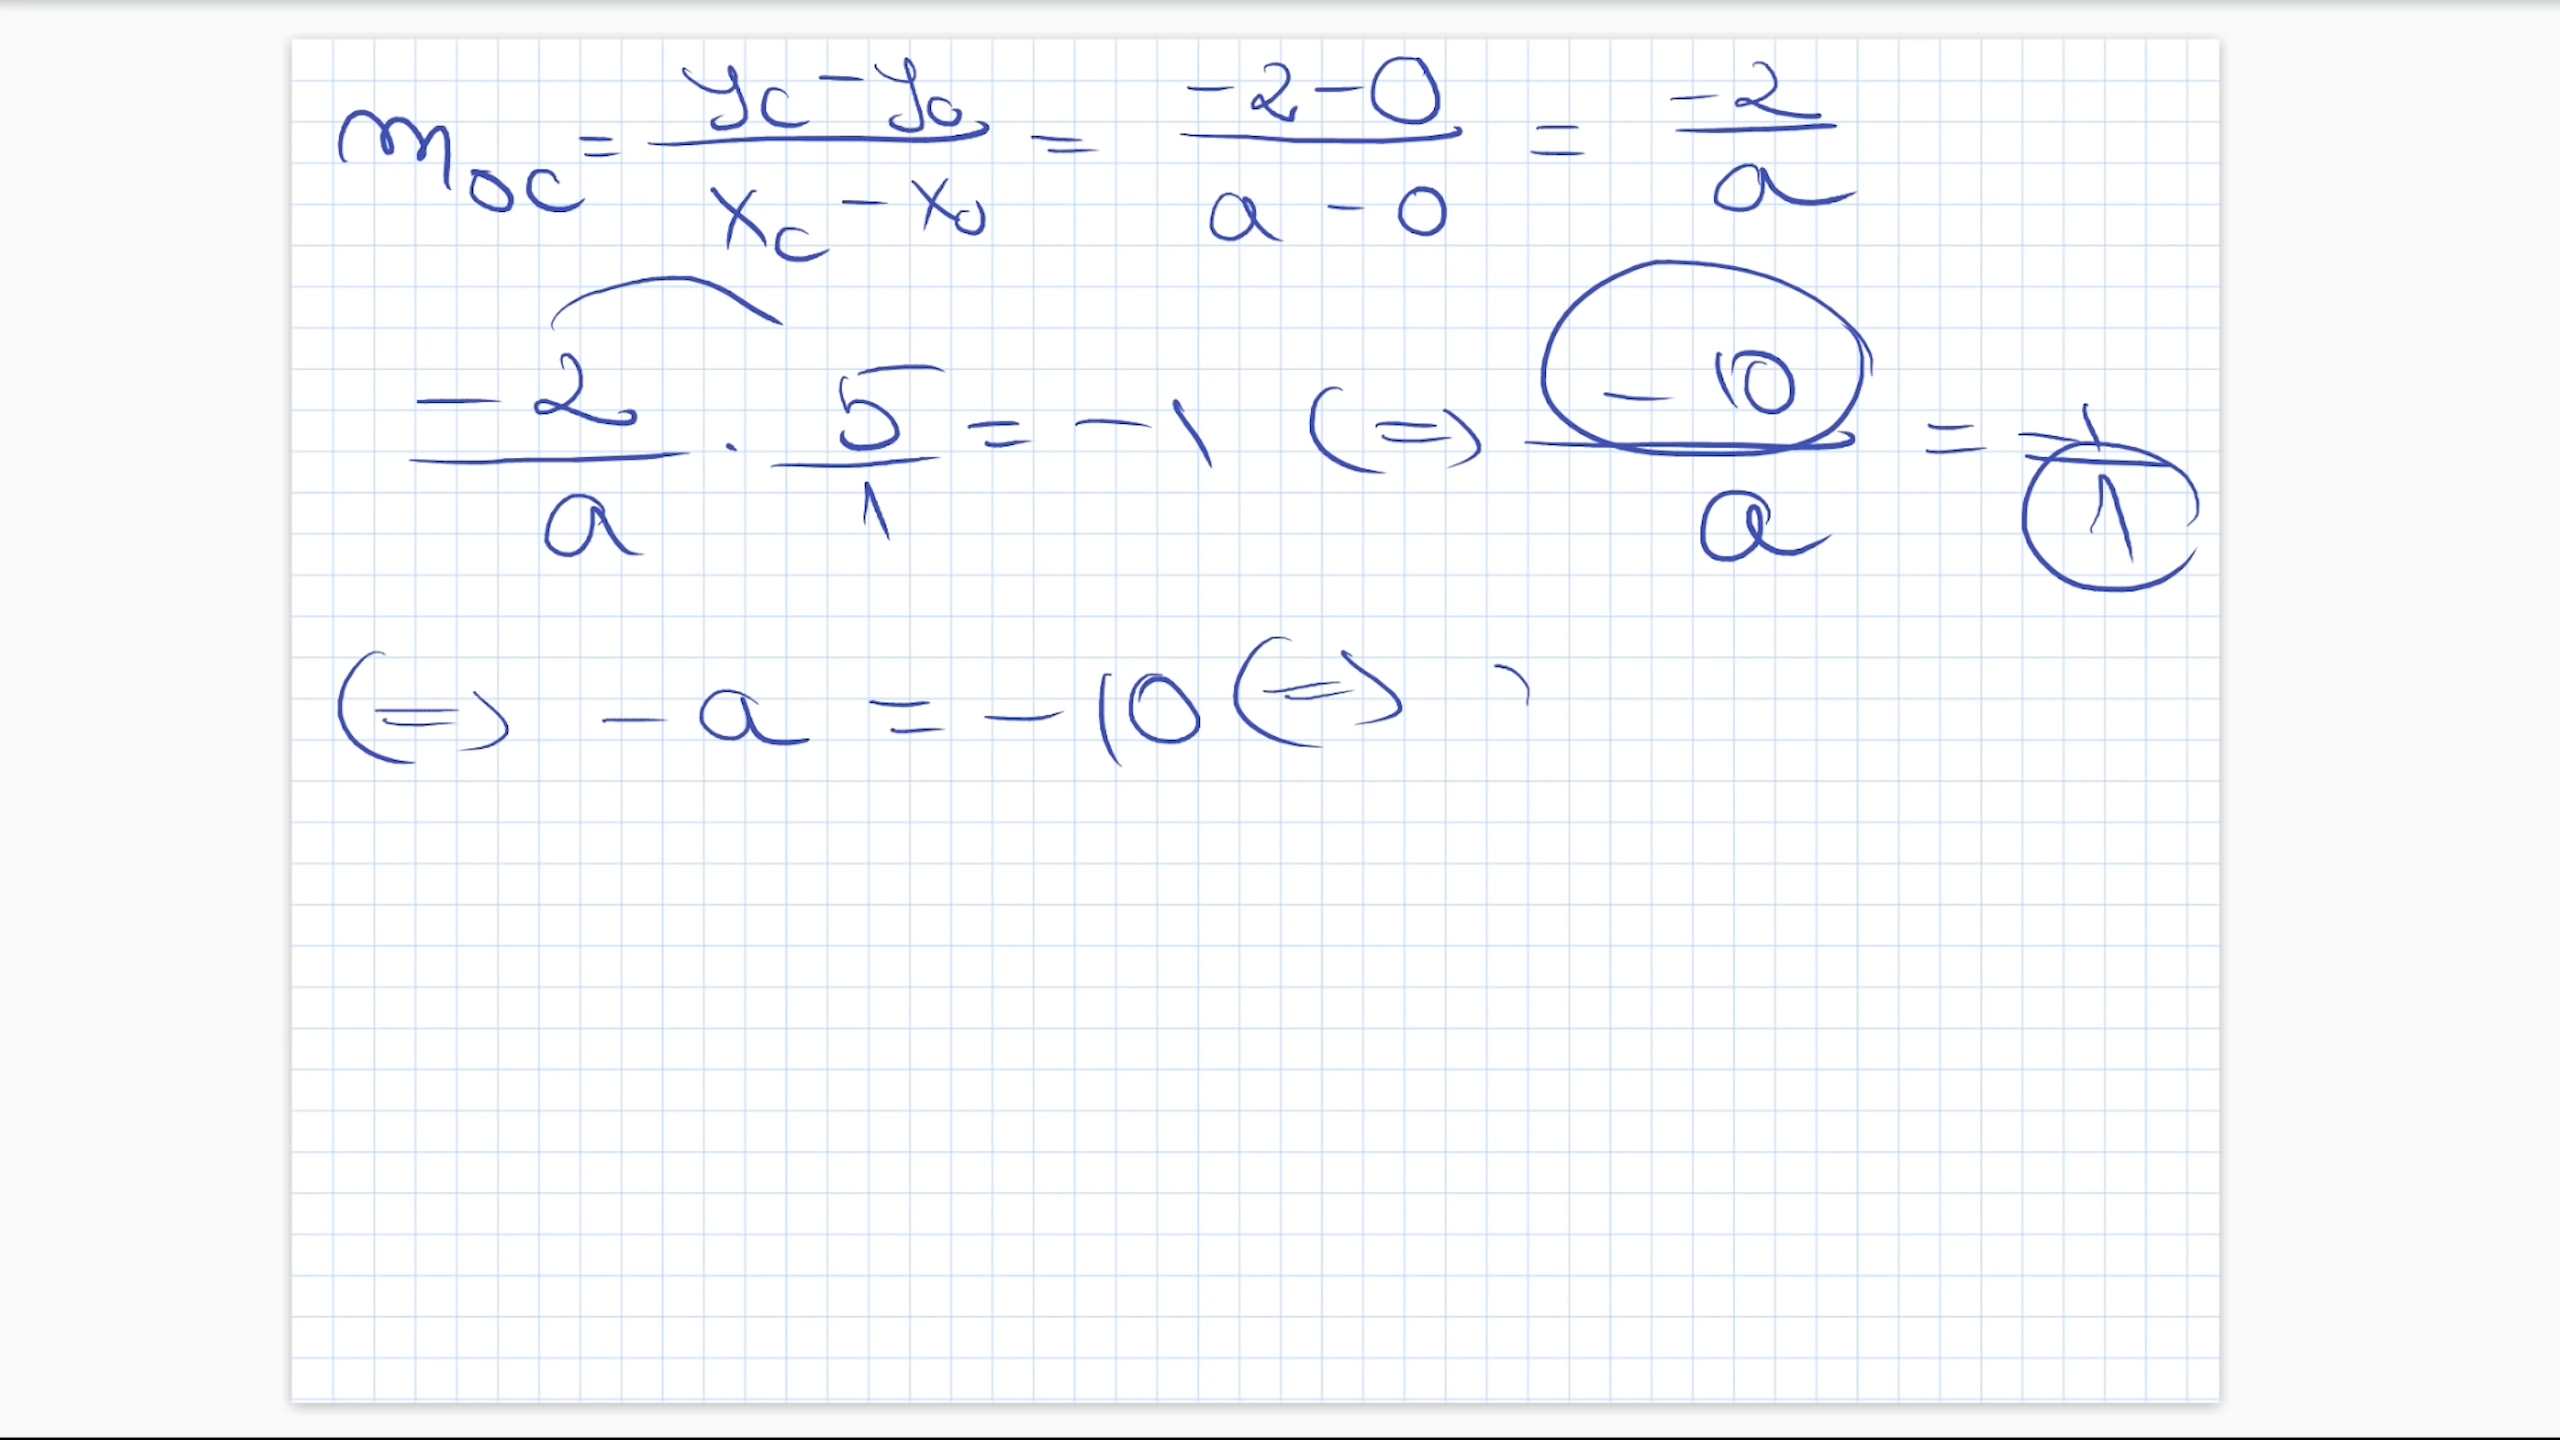 m_OC = (y_C - y_O)/(x_C - x_O) = (-2-0)/(a-0) = -2/a
-2/a · 5/1 = -1 (=) -10/a = -1/1
(=) -a = -10 (=)